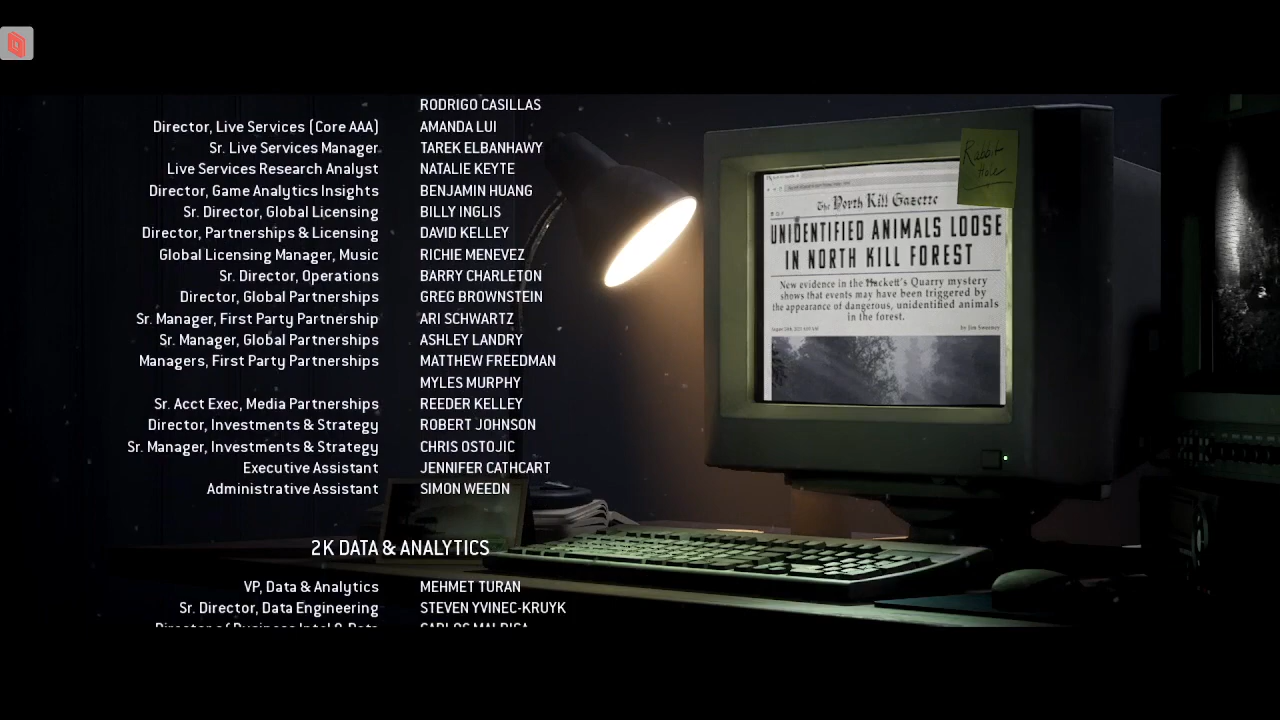 RODRIGO CASILLAS
Director, Live Services (Core AAA) AMANDA LUI
Sr. Live Services Manager TAREK ELBANHAWY
Live Services Research Analyst NATALIE KEYTE
Director, Game Analytics Insights BENJAMIN HUANG
Sr. Director, Global Licensing BILLY INGLIS
Director, Partnerships & Licensing DAVID KELLEY
Global Licensing Manager, Music RICHIE MENEVEZ
Sr. Director, Operations BARRY CHARLETON
Director, Global Partnerships GREG BROWNSTEIN
Sr. Manager, First Party Partnership ARI SCHWARTZ
Sr. Manager, Global Partnerships ASHLEY LANDRY
Managers, First Party Partnerships MATTHEW FREEDMAN
MYLES MURPHY
Sr. Acct Exec, Media Partnerships REEDER KELLEY
Director, Investments & Strategy ROBERT JOHNSON
Sr. Manager, Investments & Strategy CHRIS OSTOJIC
Executive Assistant JENNIFER CATHCART
Administrative Assistant SIMON WEEDN
2K DATA & ANALYTICS
VP, Data & Analytics MEHMET TURAN
Sr. Director, Data Engineering STEVEN YVINEC-KRUYK
Rabbit
Hole
The North Kill Gazette
UNIDENTIFIED ANIMALS LOOSE
IN NORTH KILL FOREST
New evidence in the Hackett's Quarry mystery
shows that events may have been triggered by
the appearance of dangerous, unidentified animals
in the forest.
by Jim Sweeney